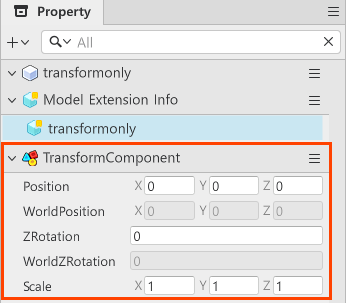 Property
All
transformonly
Model Extension Info
transformonly
TransformComponent
Position X 0 Y 0 Z 0
WorldPosition X 0 Y 0 Z 0
ZRotation 0
WorldZRotation 0
Scale X 1 Y 1 Z 1